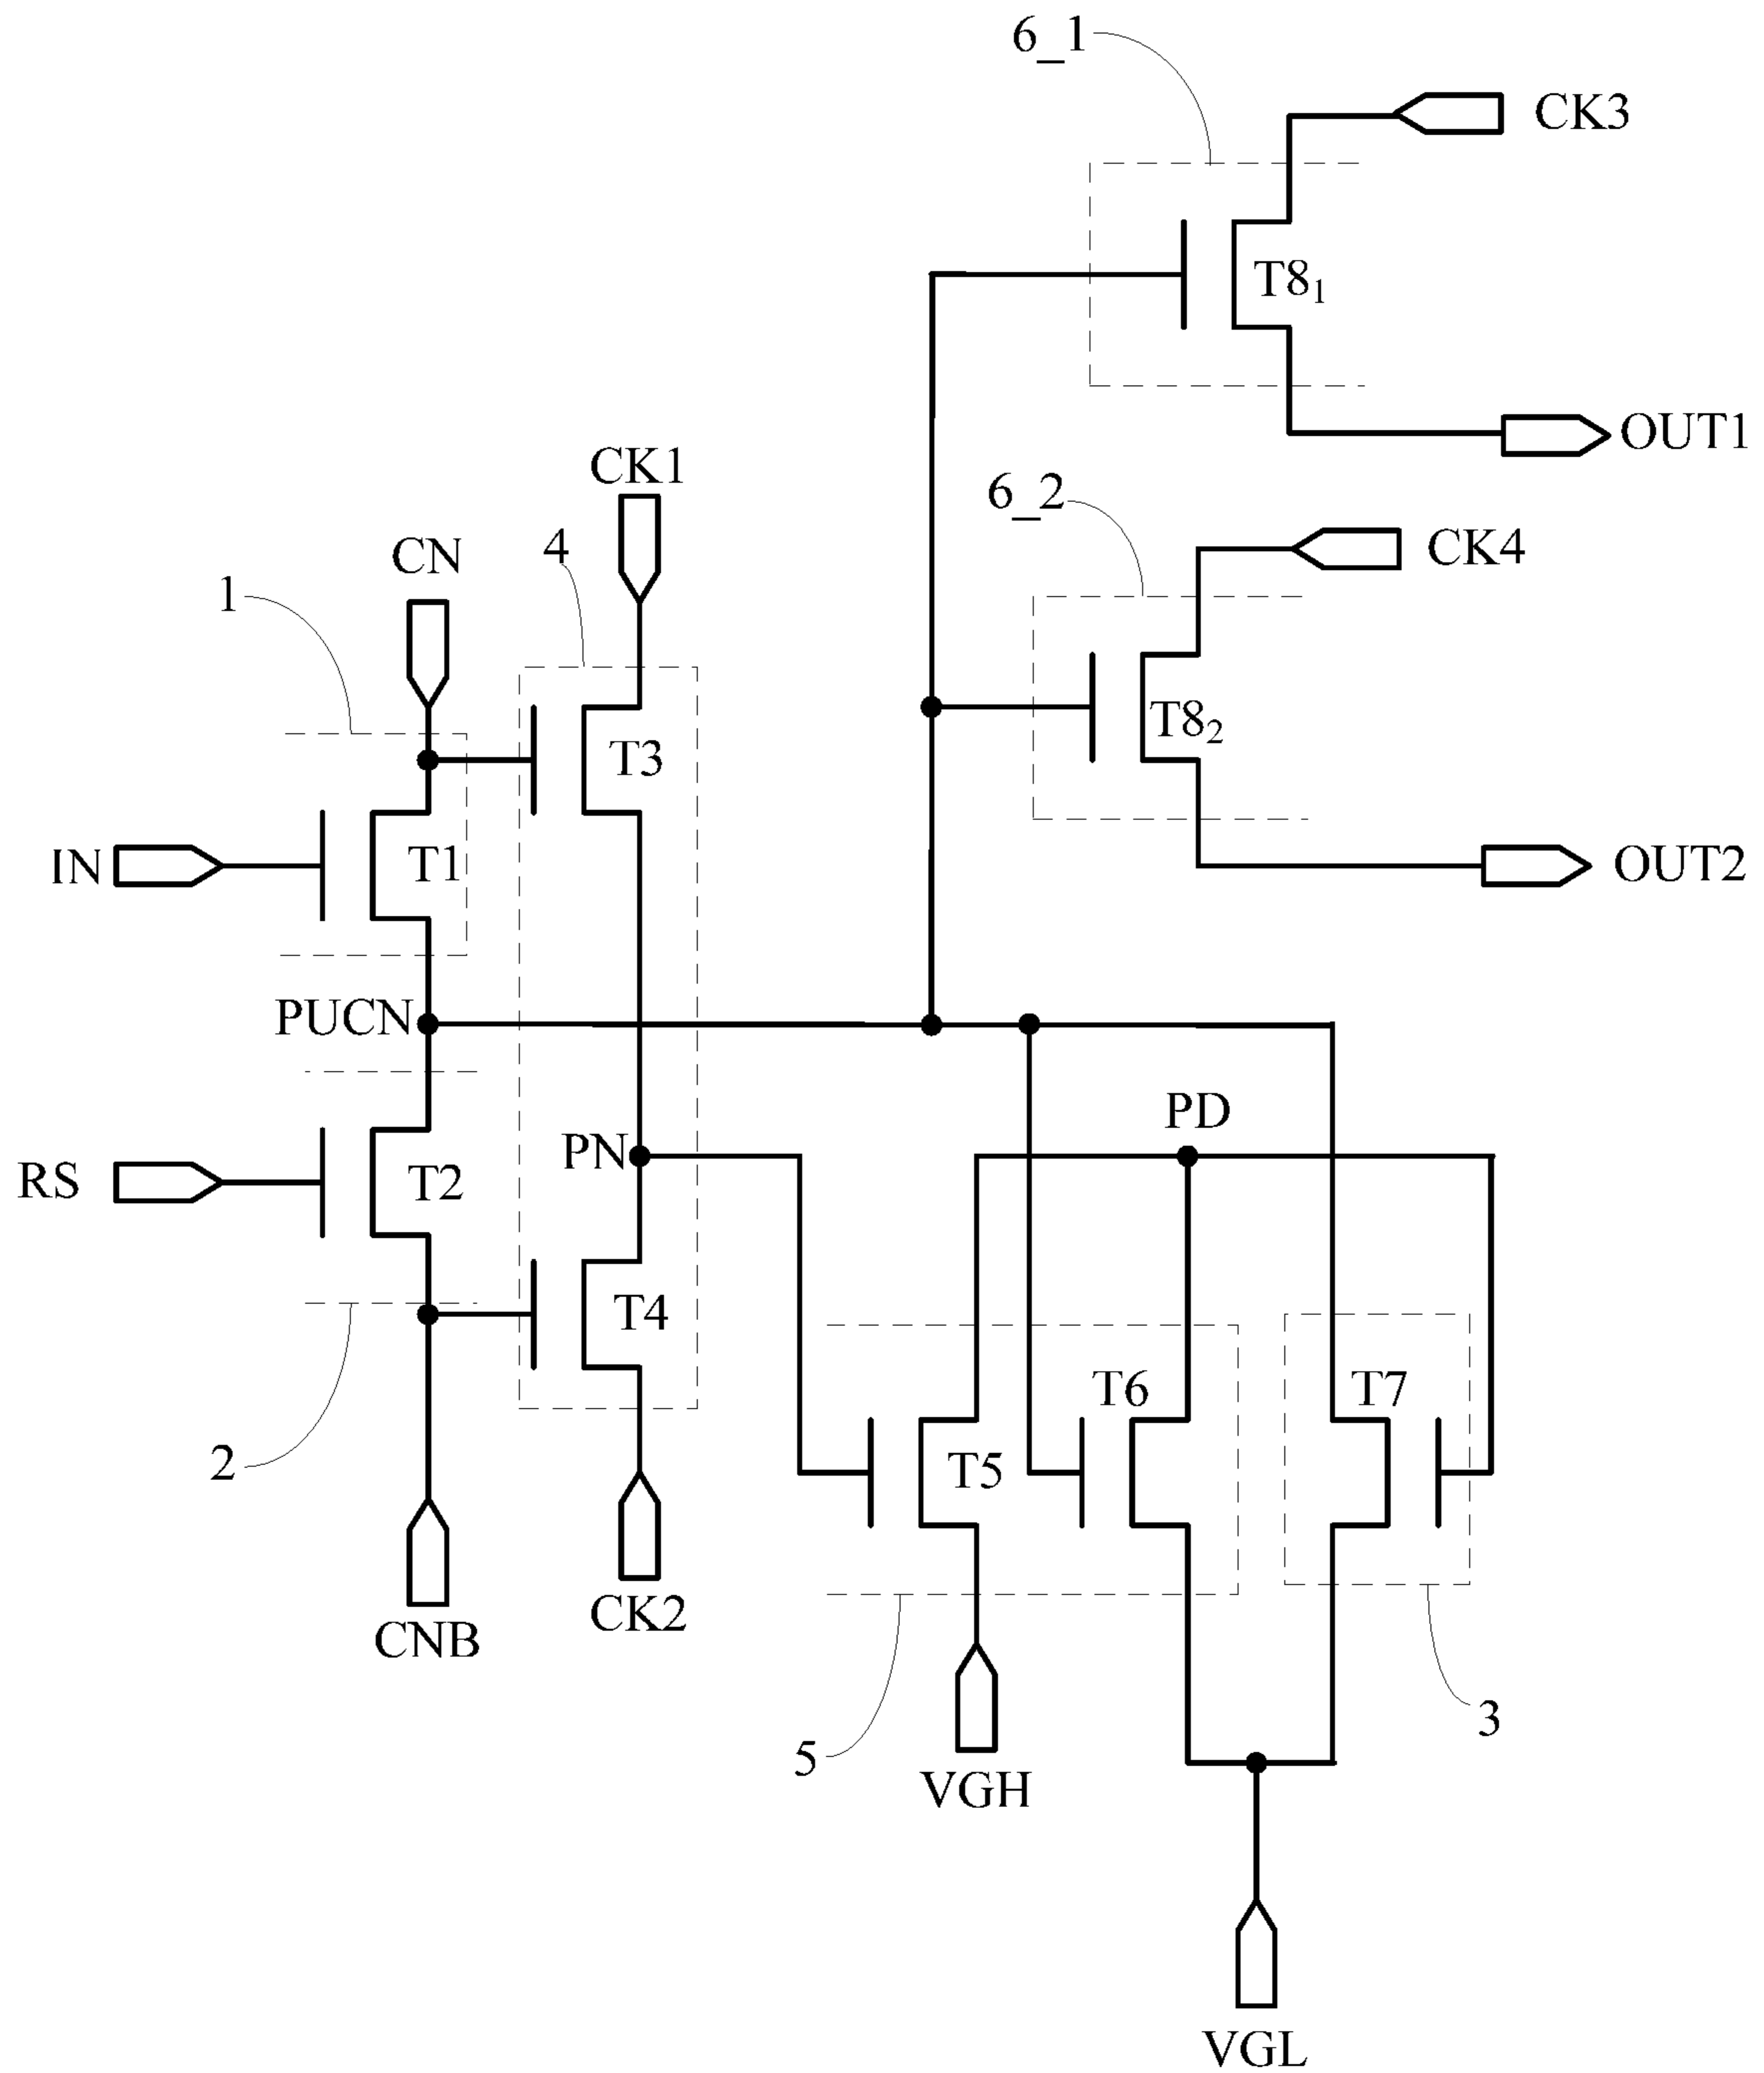 6_1
CK3
T8₁
OUT1
CK1
6_2
4
CN
CK4
1
T8₂
T3
IN
T1
OUT2
PUCN
PD
PN
RS
T2
T4
T6
T7
2
T5
CK2
CNB
3
5
VGH
VGL